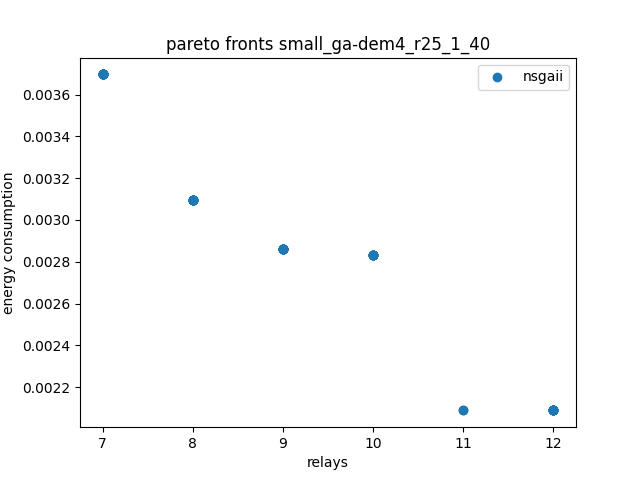 pareto fronts small_ga-dem4_r25_1_40
nsgaii
energy consumption
0.0036
0.0034
0.0032
0.0030
0.0028
0.0026
0.0024
0.0022
7 8 9 10 11 12
relays